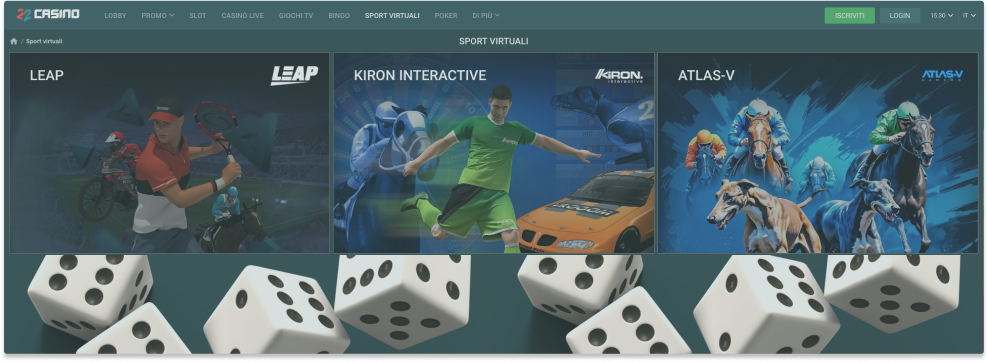 22 CASINO
LOBBY PROMO SLOT CASINÒ LIVE GIOCHI TV BINGO SPORT VIRTUALI POKER DI PIÙ ISCRIVITI LOGIN 15:30 IT
/ Sport virtuali
SPORT VIRTUALI
LEAP LEAP
KIRON INTERACTIVE KIRON.
interactive
ATLAS-V ATLAS-V
GAMING